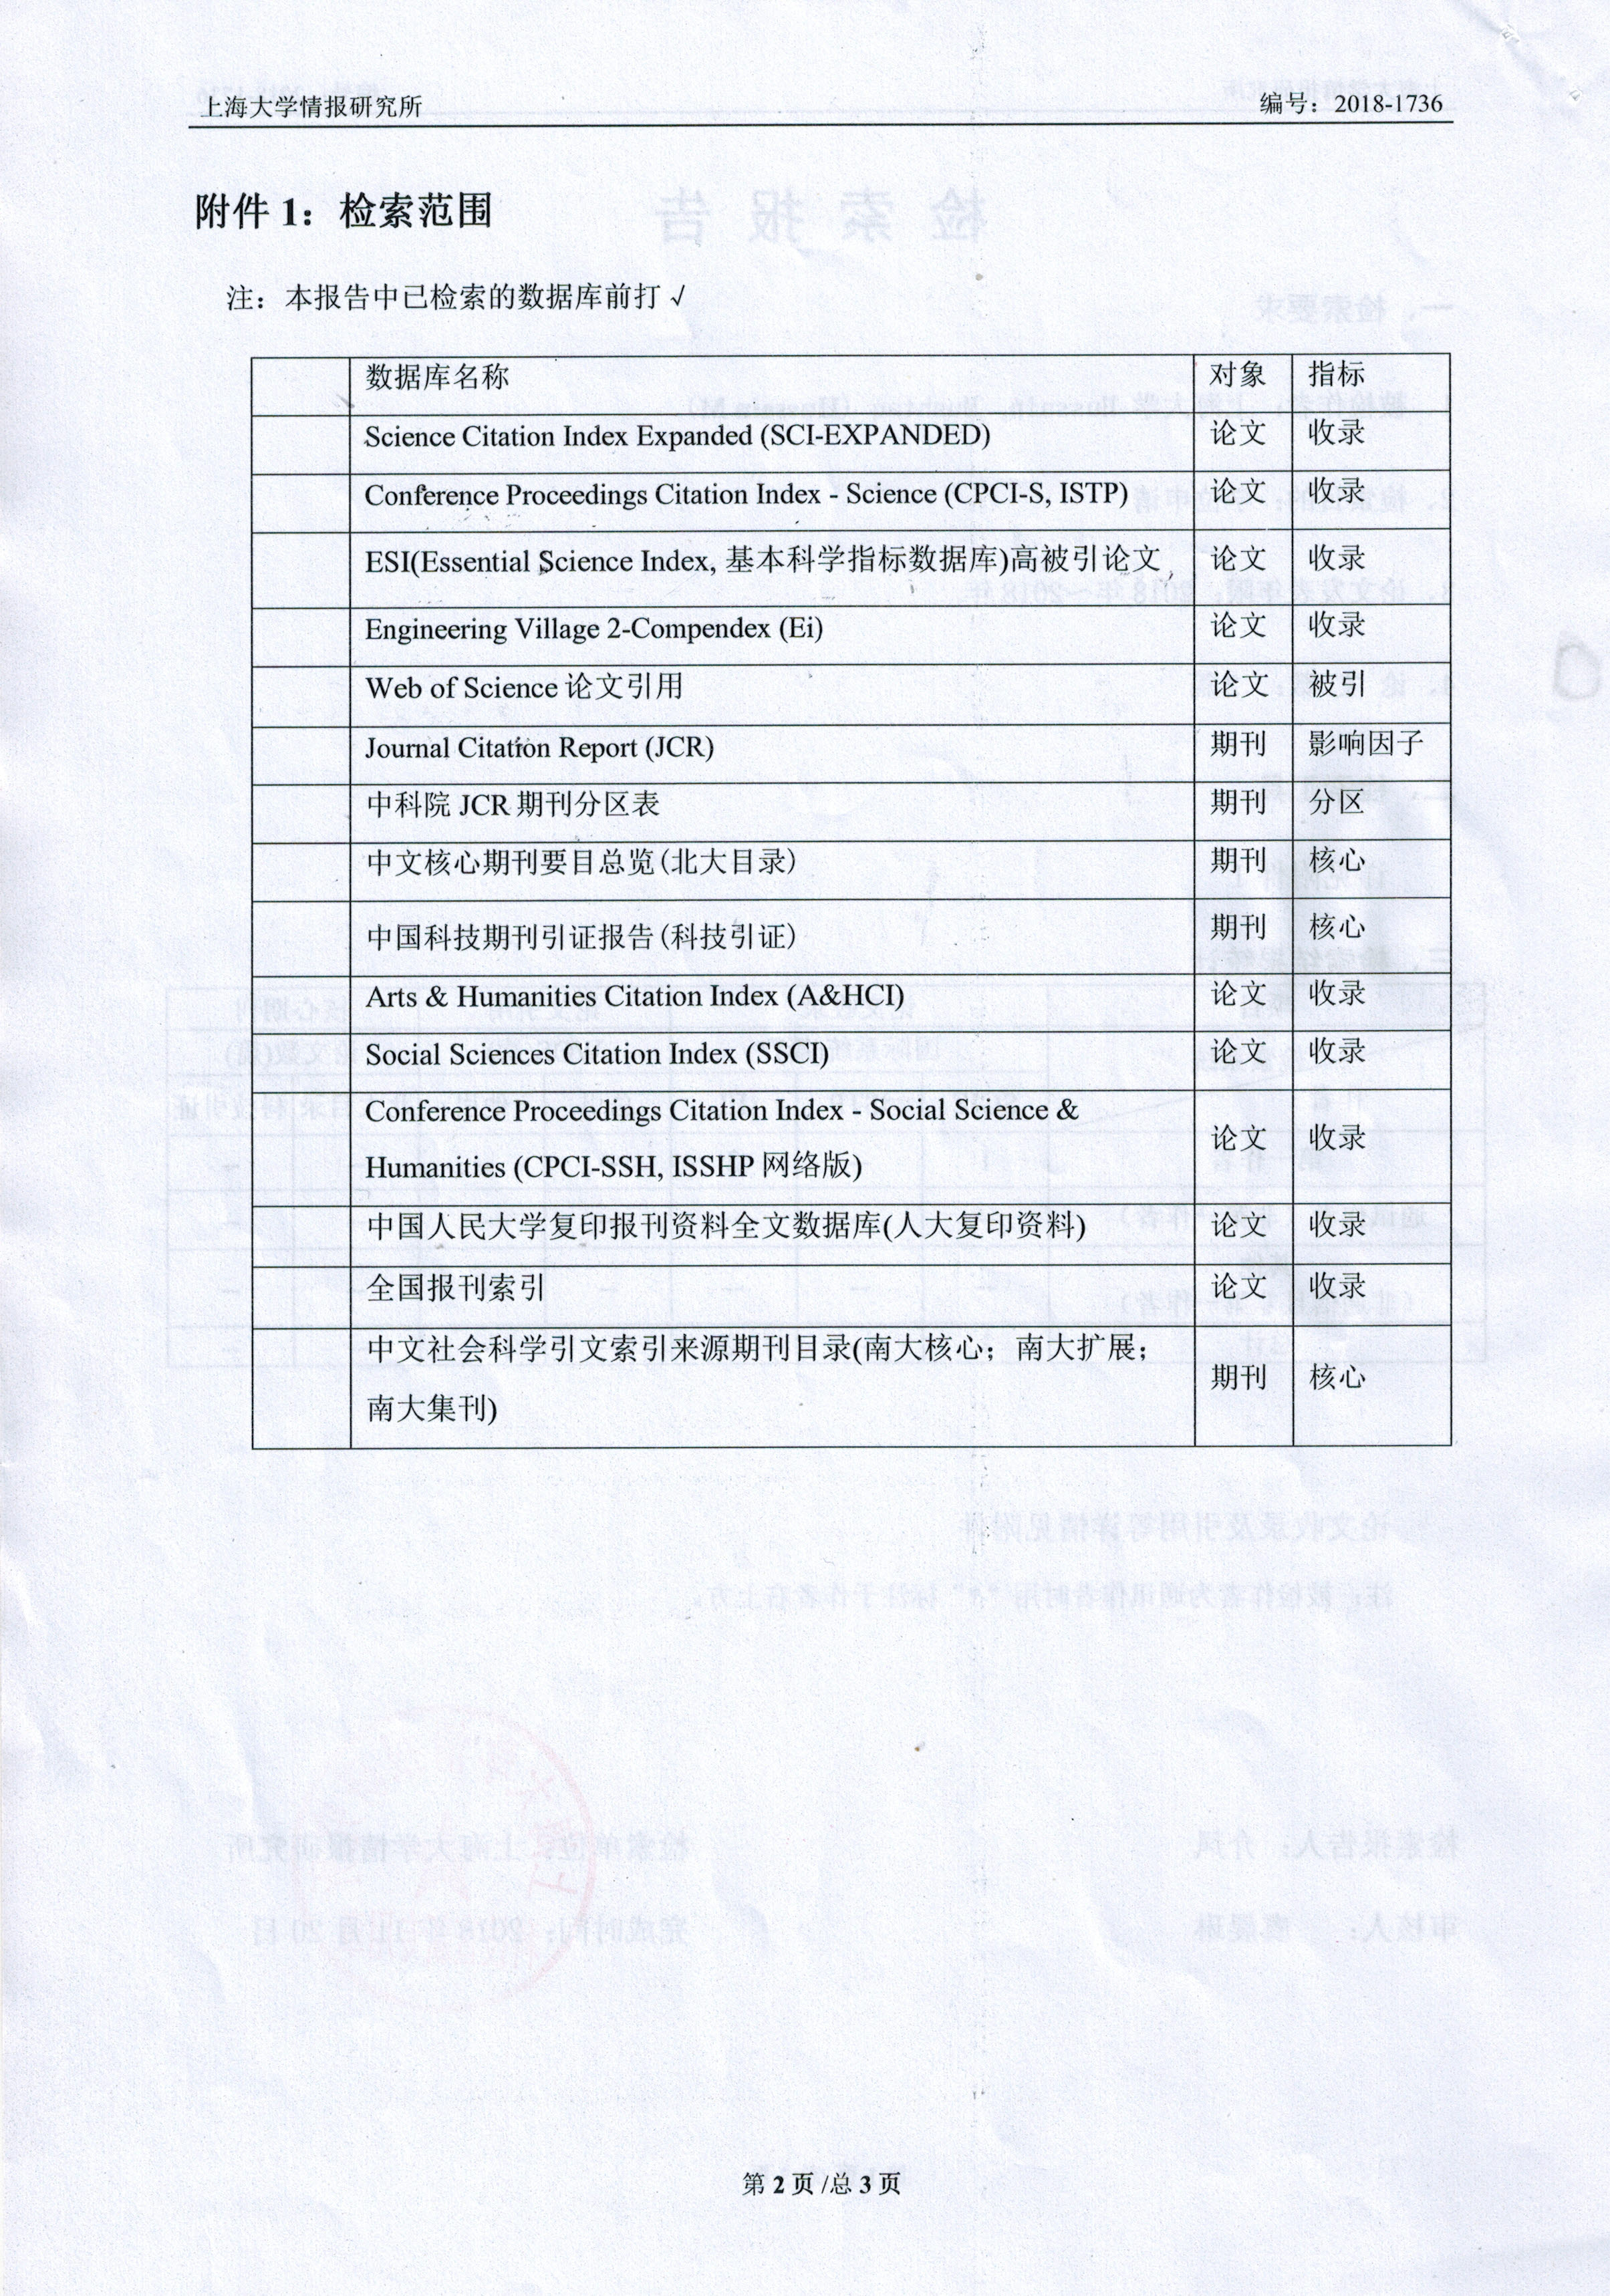 上海大学情报研究所 编号：2018-1736
附件 1：检索范围
注：本报告中已检索的数据库前打√
数据库名称 对象 指标
Science Citation Index Expanded (SCI-EXPANDED) 论文 收录
Conference Proceedings Citation Index - Science (CPCI-S, ISTP) 论文 收录
ESI(Essential Science Index, 基本科学指标数据库)高被引论文 论文 收录
Engineering Village 2-Compendex (Ei) 论文 收录
Web of Science 论文引用 论文 被引
Journal Citation Report (JCR) 期刊 影响因子
中科院 JCR 期刊分区表 期刊 分区
中文核心期刊要目总览(北大目录) 期刊 核心
中国科技期刊引证报告(科技引证) 期刊 核心
Arts & Humanities Citation Index (A&HCI) 论文 收录
Social Sciences Citation Index (SSCI) 论文 收录
Conference Proceedings Citation Index - Social Science &
Humanities (CPCI-SSH, ISSHP 网络版) 论文 收录
中国人民大学复印报刊资料全文数据库(人大复印资料) 论文 收录
全国报刊索引 论文 收录
中文社会科学引文索引来源期刊目录(南大核心；南大扩展；
南大集刊) 期刊 核心
第 2 页 /总 3 页